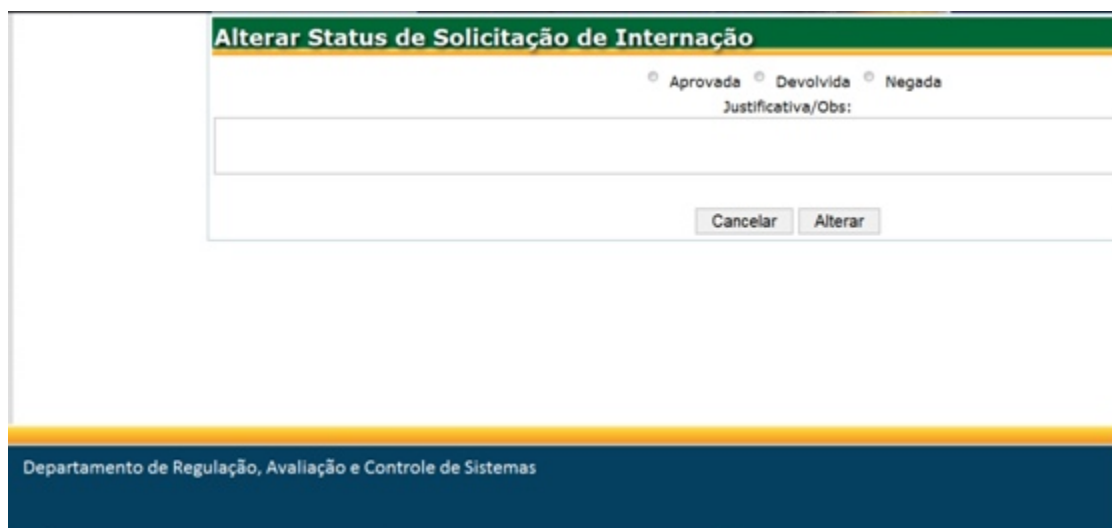 Alterar Status de Solicitação de Internação
Aprovada Devolvida Negada
Justificativa/Obs:
Cancelar Alterar
Departamento de Regulação, Avaliação e Controle de Sistemas